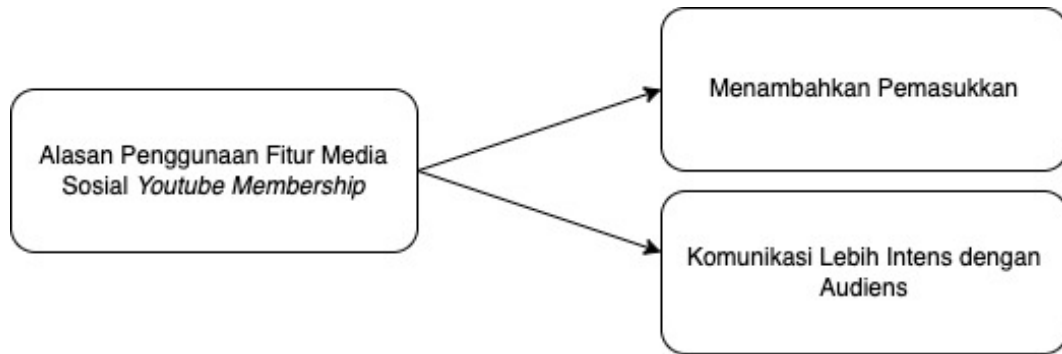 Alasan Penggunaan Fitur Media
Sosial Youtube Membership
Menambahkan Pemasukkan
Komunikasi Lebih Intens dengan
Audiens